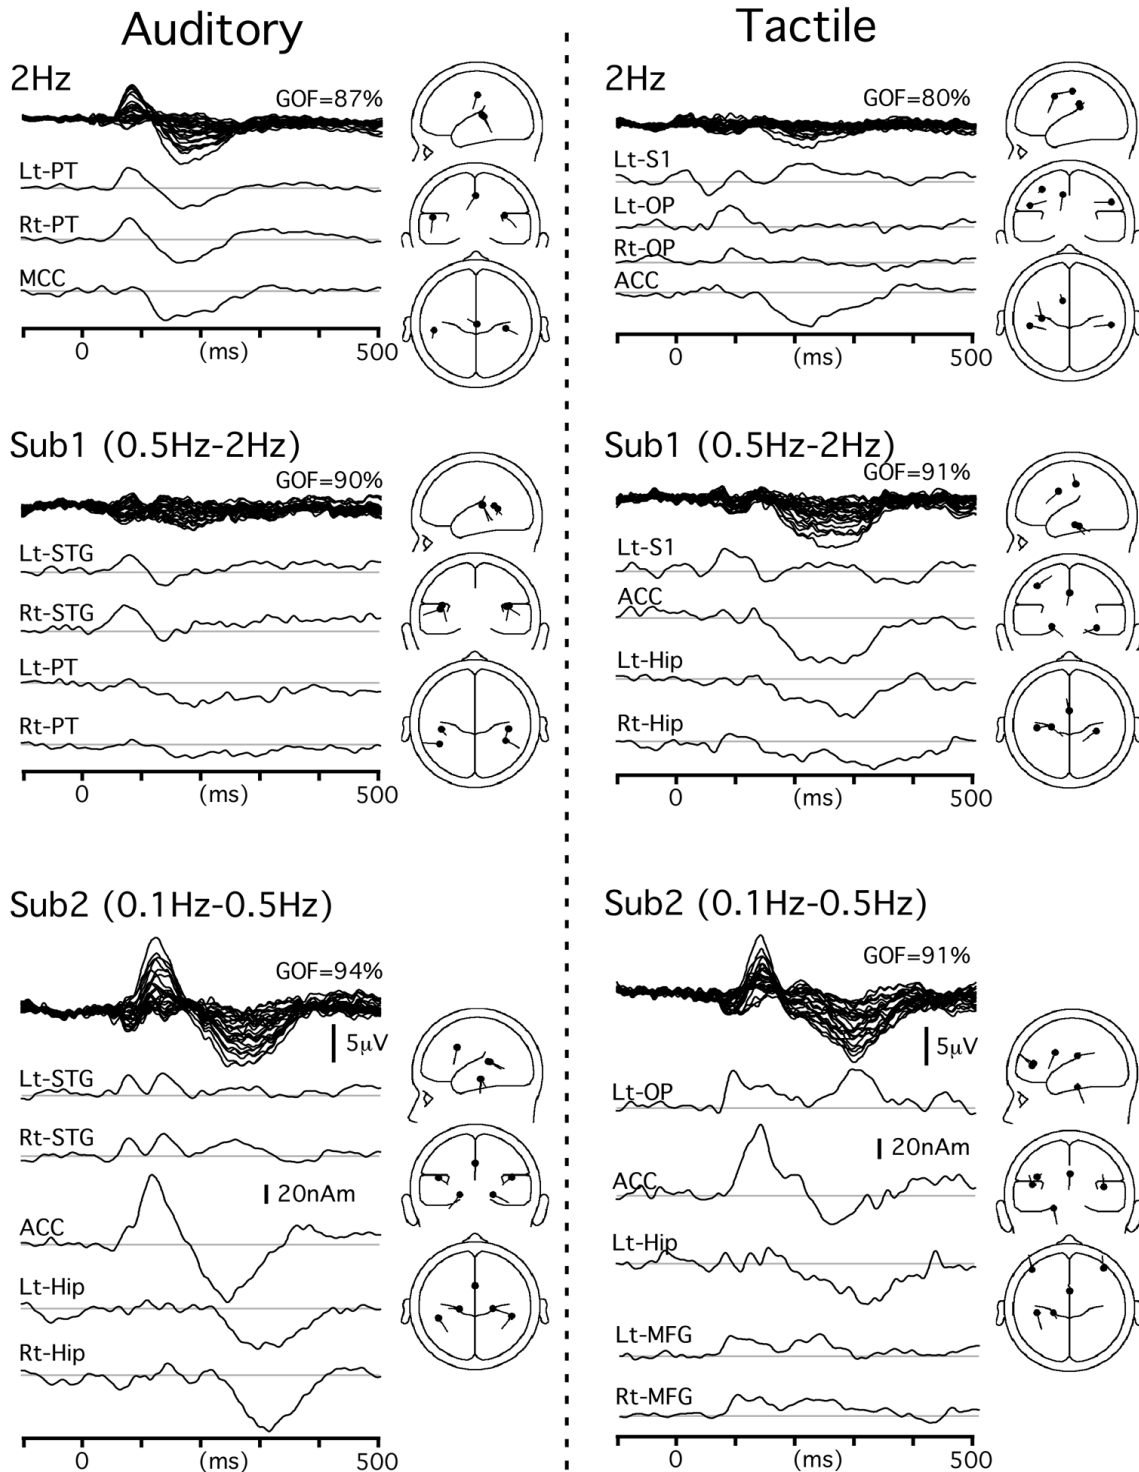 Auditory
2Hz
GOF=87%
Lt-PT
Rt-PT
MCC
0 (ms) 500
Sub1 (0.5Hz-2Hz)
GOF=90%
Lt-STG
Rt-STG
Lt-PT
Rt-PT
0 (ms) 500
Sub2 (0.1Hz-0.5Hz)
GOF=94%
5μV
Lt-STG
Rt-STG
20nAm
ACC
Lt-Hip
Rt-Hip
0 (ms) 500
Tactile
2Hz
GOF=80%
Lt-S1
Lt-OP
Rt-OP
ACC
0 (ms) 500
Sub1 (0.5Hz-2Hz)
GOF=91%
Lt-S1
ACC
Lt-Hip
Rt-Hip
0 (ms) 500
Sub2 (0.1Hz-0.5Hz)
GOF=91%
5μV
Lt-OP
20nAm
ACC
Lt-Hip
Lt-MFG
Rt-MFG
0 (ms) 500